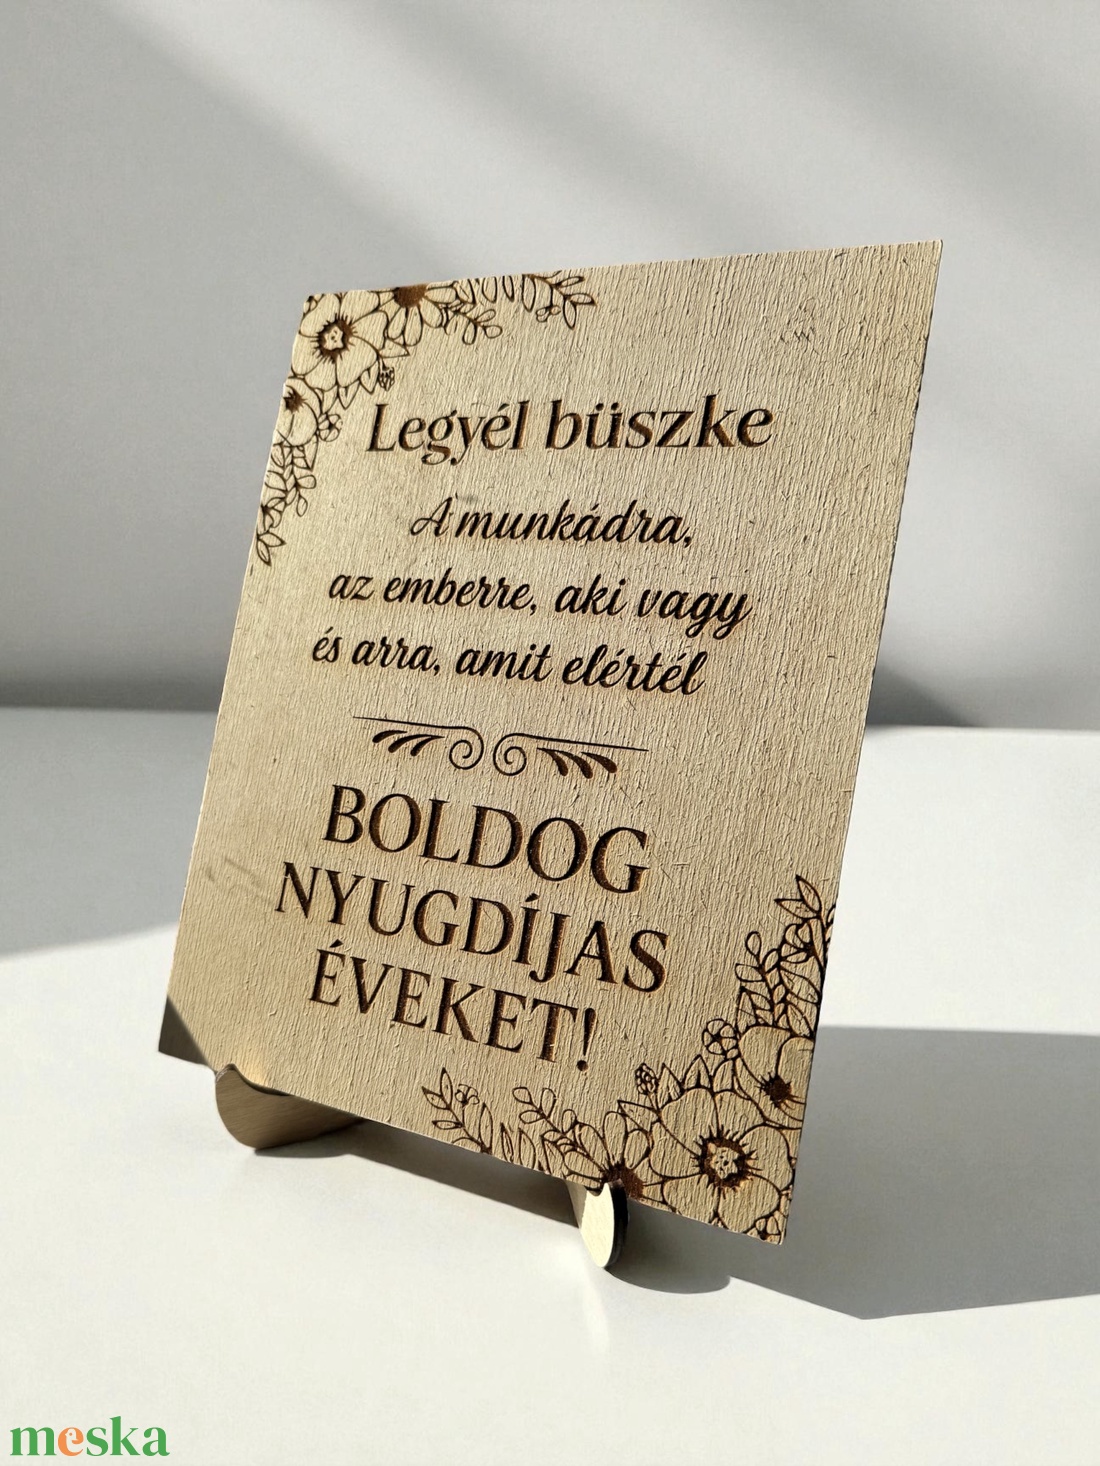 Legyél büszke
A munkádra,
az emberre, aki vagy
és arra, amit elértél
BOLDOG
NYUGDÍJAS
ÉVEKET!
meska